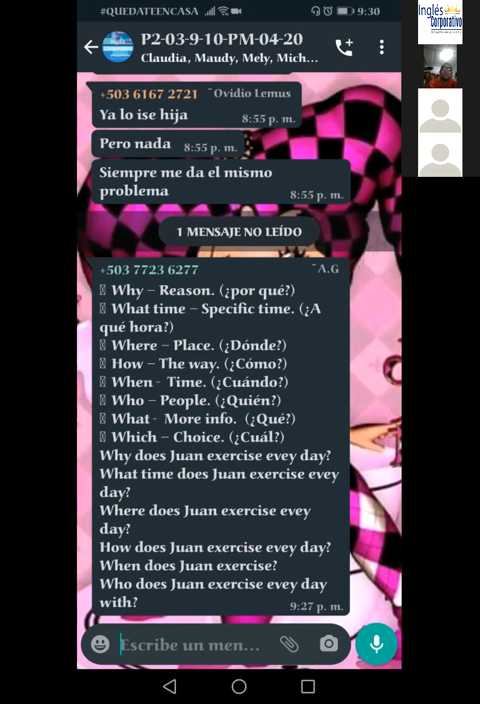 #QUEDATEENCASA
9:30
P2-03-9-10-PM-04-20
Claudia, Maudy, Mely, Mich...
+503 6167 2721 ~Ovidio Lemus
Ya lo ise hija 8:55 p. m.
Pero nada 8:55 p. m.
Siempre me da el mismo
problema 8:55 p. m.
1 MENSAJE NO LEÍDO
+503 7723 6277 ~A.G
Why – Reason. (¿por qué?)
What time – Specific time. (¿A
qué hora?)
Where – Place. (¿Dónde?)
How – The way. (¿Cómo?)
When - Time. (¿Cuándo?)
Who – People. (¿Quién?)
What - More info. (¿Qué?)
Which – Choice. (¿Cuál?)
Why does Juan exercise evey day?
What time does Juan exercise evey
day?
Where does Juan exercise evey
day?
How does Juan exercise evey day?
When does Juan exercise?
Who does Juan exercise evey day
with? 9:27 p. m.
Escribe un men...
Inglés
Corporativo